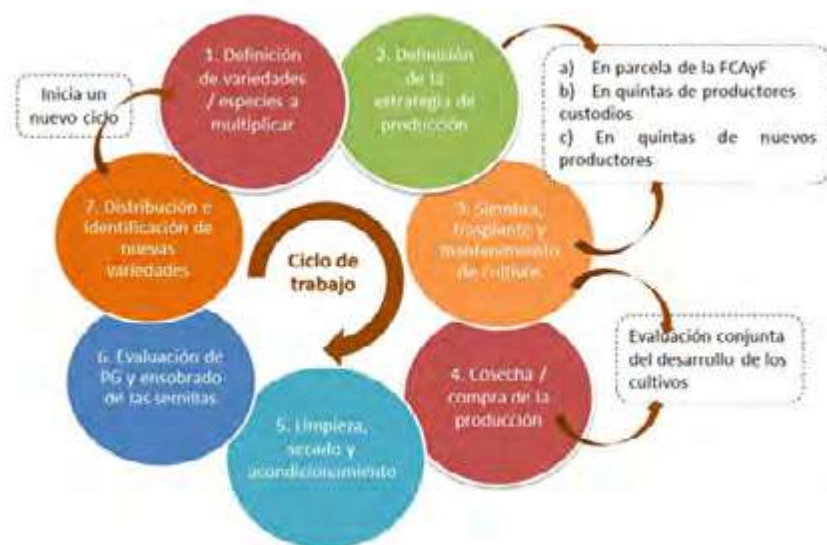 Inicia un
nuevo ciclo
1. Definición
de variedades
/ especies a
multiplicar
2. Definición
de la
estrategia de
producción
a) En parcela de la FCAyF
b) En quintas de productores
custodios
c) En quintas de nuevos
productores
3. Siembra,
trasplante y
mantenimiento
de cultivos
Evaluación conjunta
del desarrollo de los
cultivos
4. Cosecha /
compra de la
producción
5. Limpieza,
secado y
acondicionamiento
6. Evaluación de
PG y ensobrado
de las semillas
7. Distribución e
identificación de
nuevas
variedades
Ciclo de
trabajo